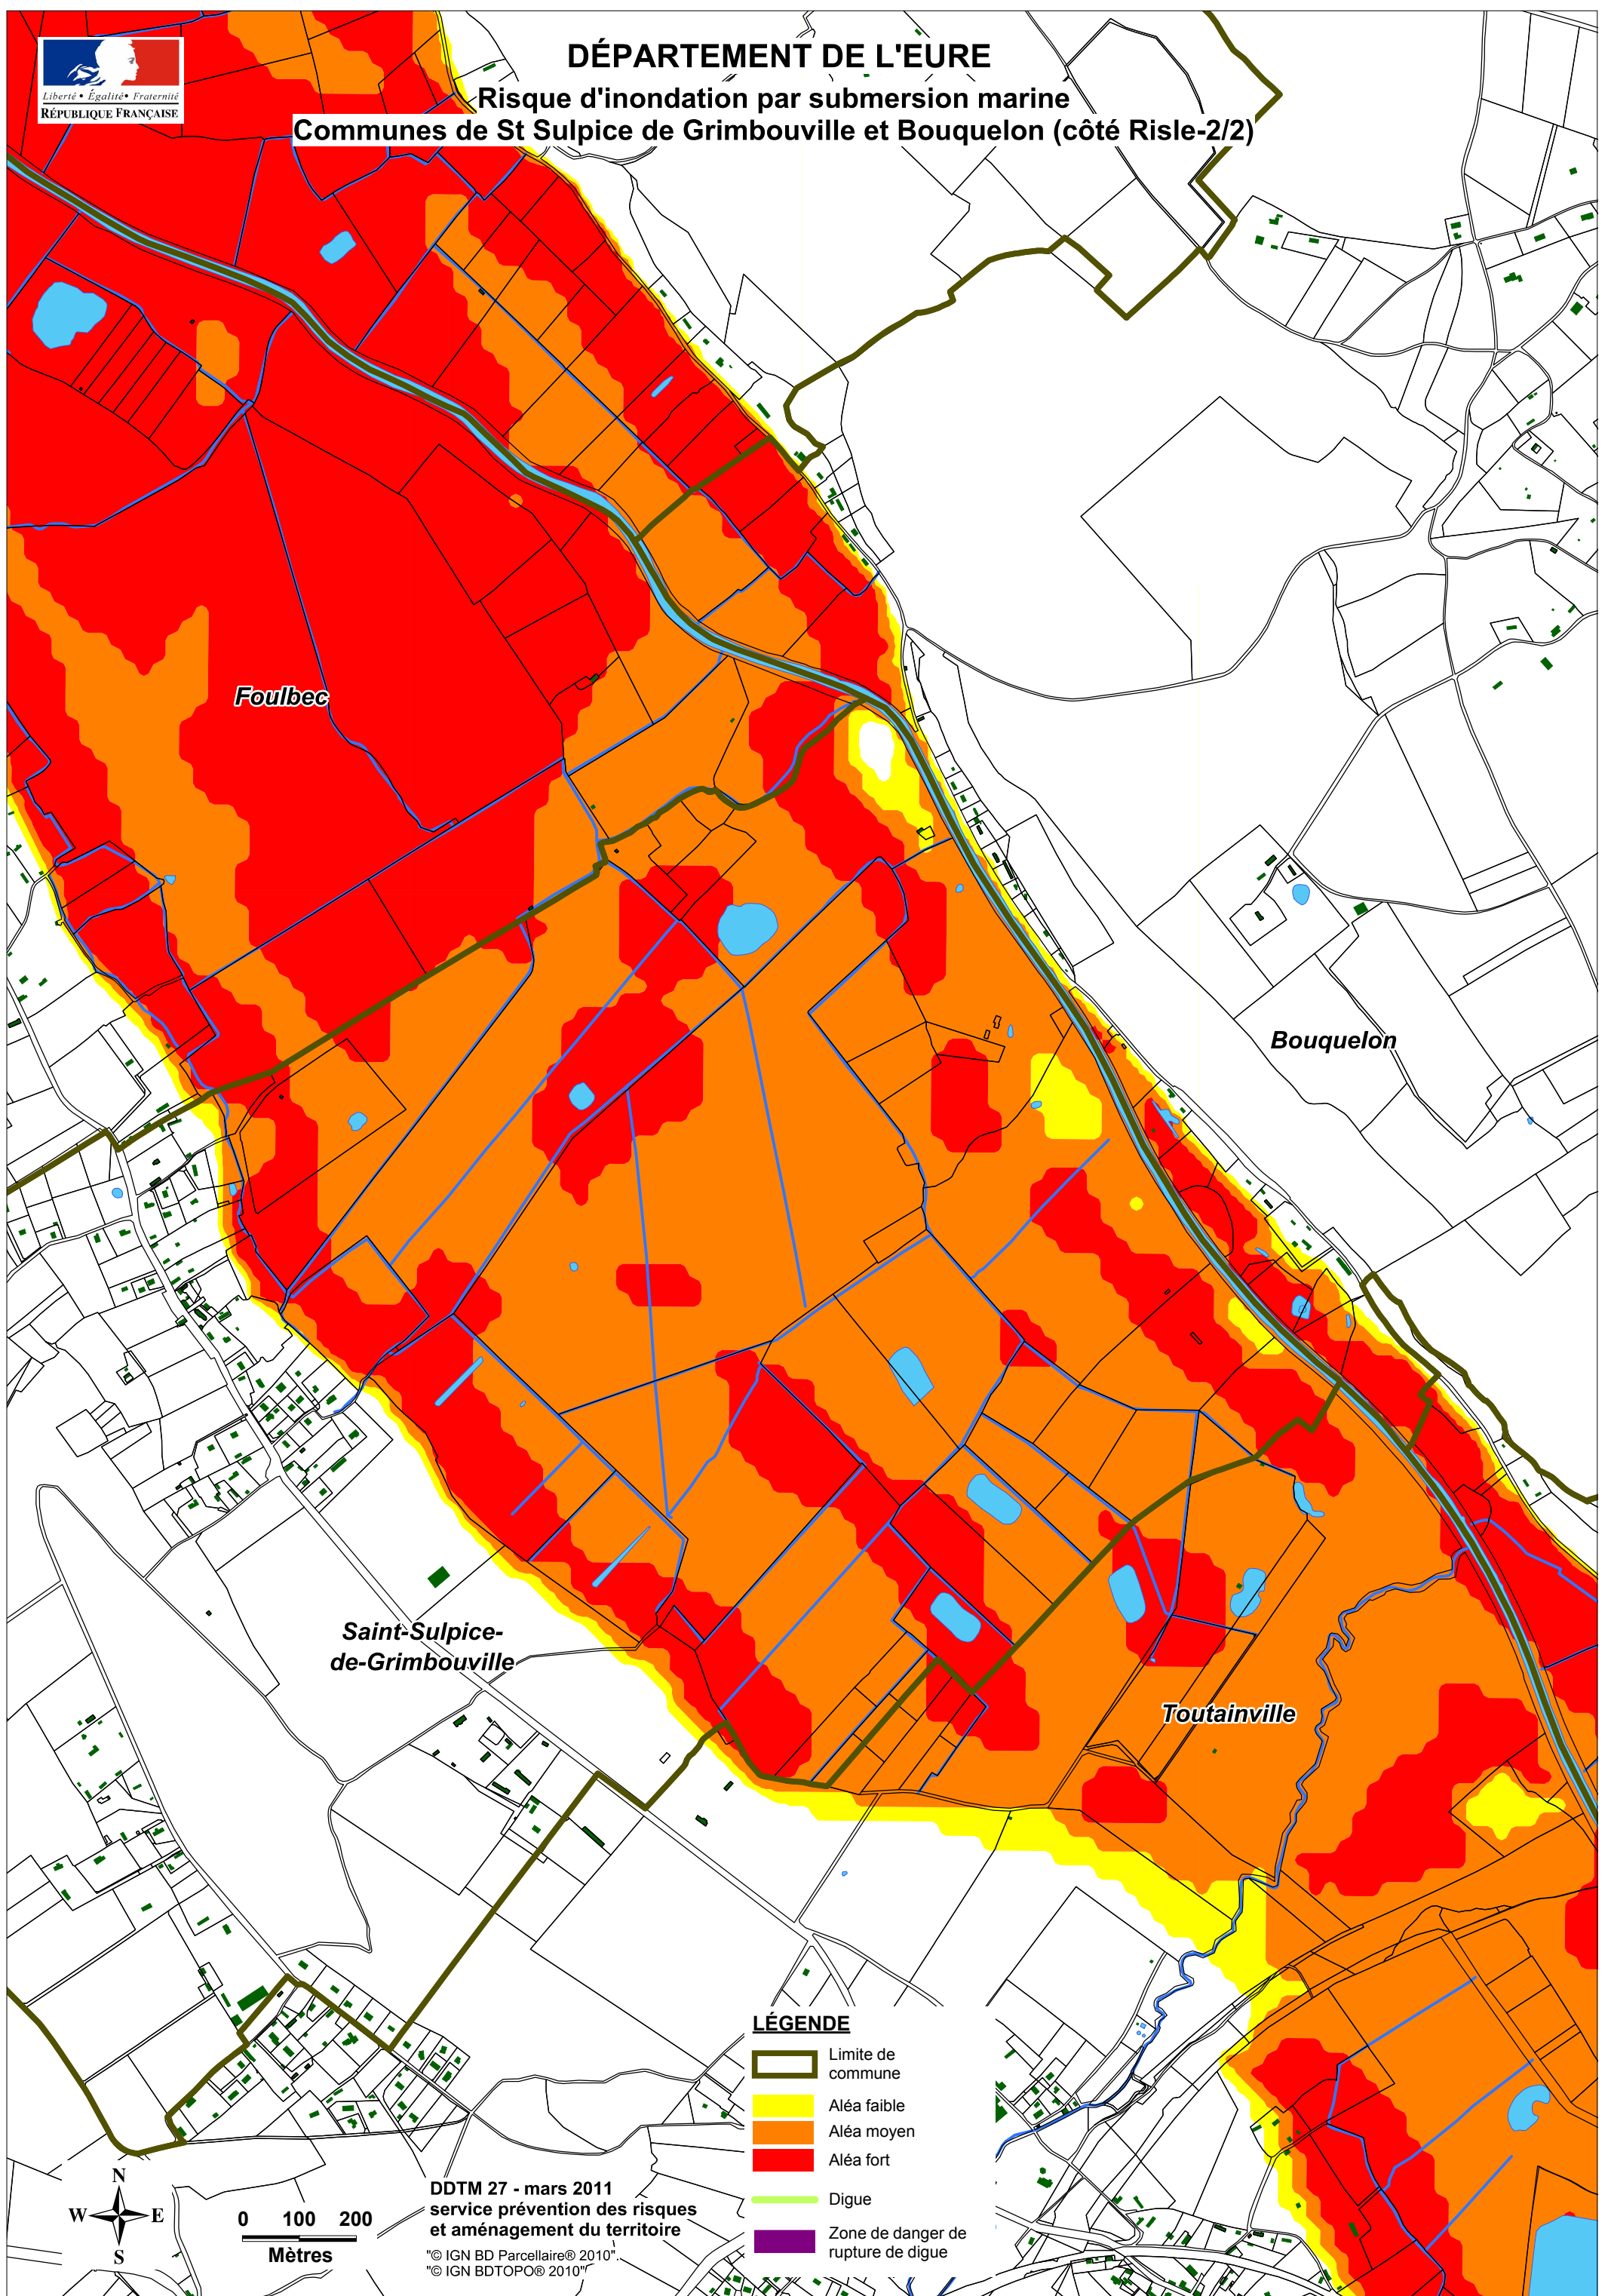 Liberté • Égalité • Fraternité
RÉPUBLIQUE FRANÇAISE
DÉPARTEMENT DE L'EURE
Risque d'inondation par submersion marine
Communes de St Sulpice de Grimbouville et Bouquelon (côté Risle-2/2)
Foulbec
Bouquelon
Saint-Sulpice-
de-Grimbouville
Toutainville
LÉGENDE
Limite de
commune
Aléa faible
Aléa moyen
Aléa fort
Digue
Zone de danger de
rupture de digue
N
W E
S
0 100 200
Mètres
DDTM 27 - mars 2011
service prévention des risques
et aménagement du territoire
"© IGN BD Parcellaire® 2010".
"© IGN BDTOPO® 2010"